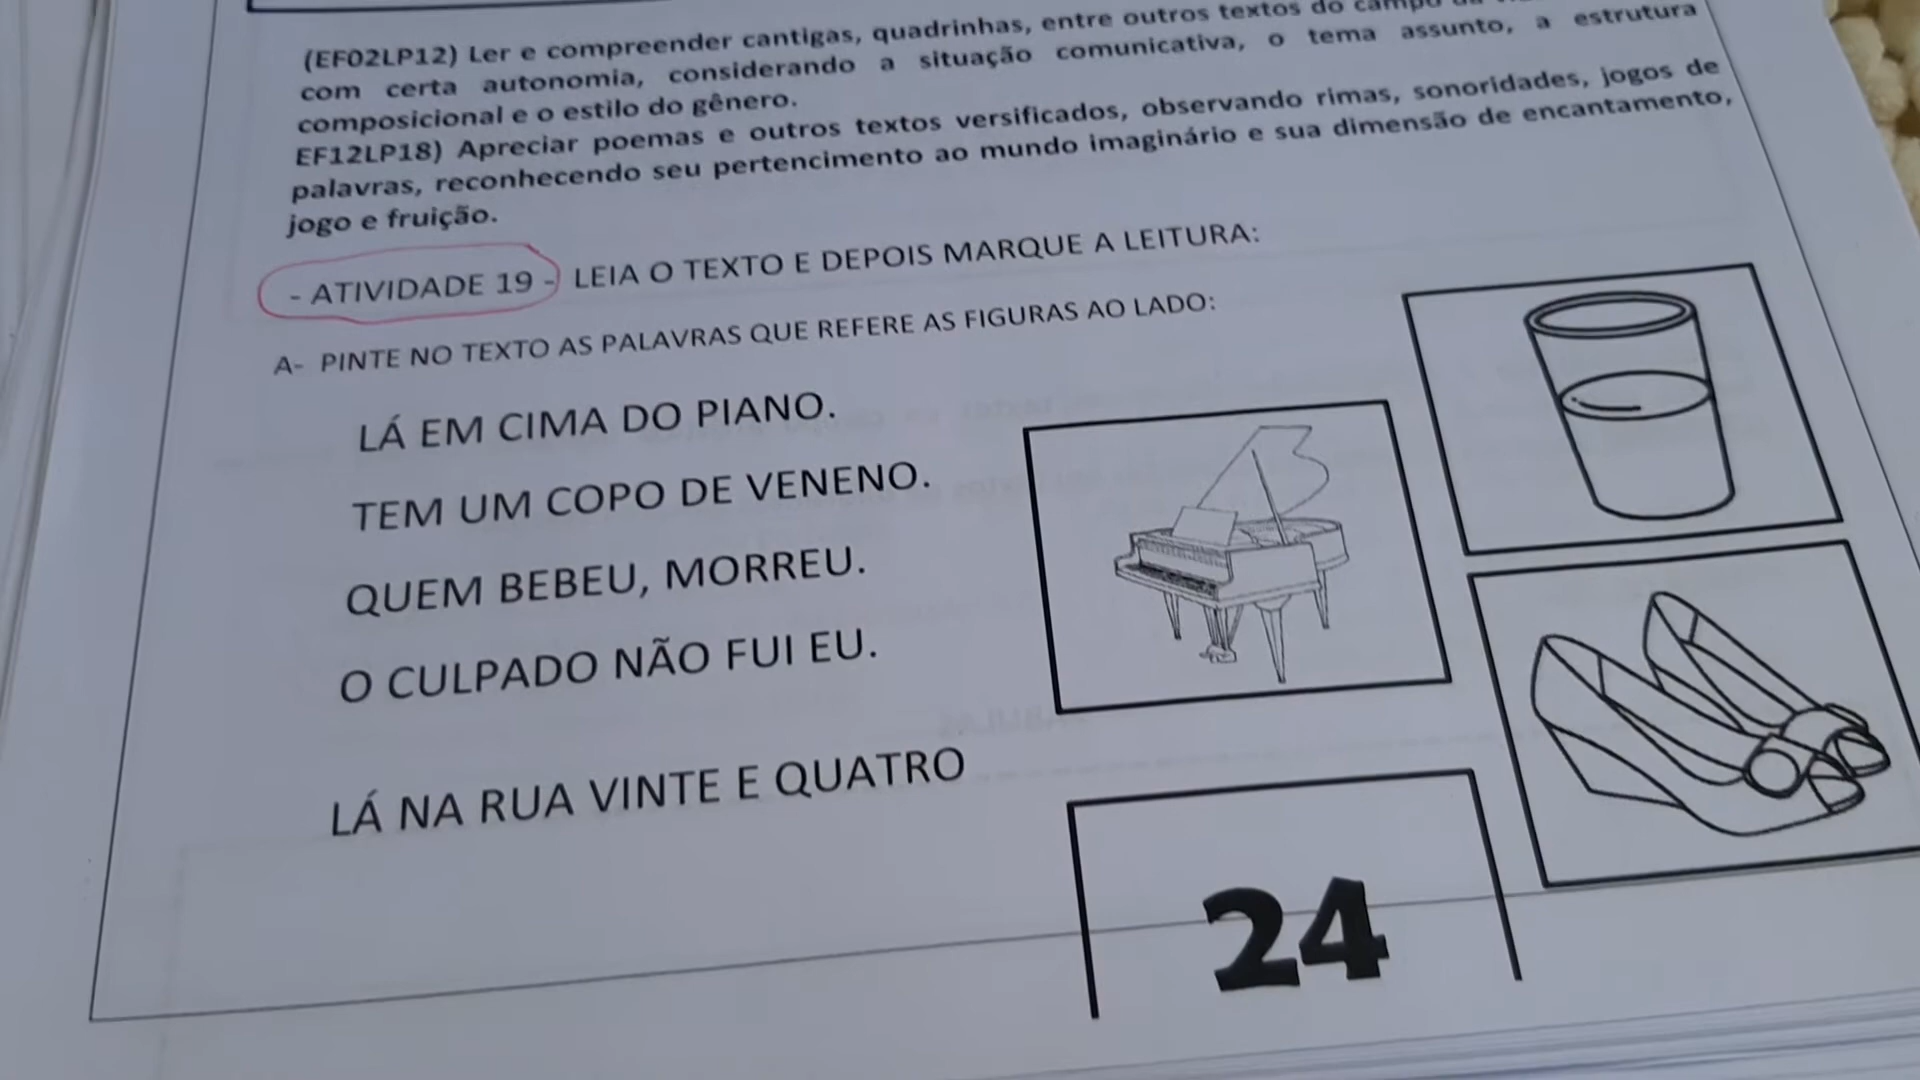 (EF02LP12) Ler e compreender cantigas, quadrinhas, entre outros textos do campo da
com certa autonomia, considerando a situação comunicativa, o tema assunto, a estrutura
composicional e o estilo do gênero.
EF12LP18) Apreciar poemas e outros textos versificados, observando rimas, sonoridades, jogos de
palavras, reconhecendo seu pertencimento ao mundo imaginário e sua dimensão de encantamento,
jogo e fruição.
- ATIVIDADE 19 - LEIA O TEXTO E DEPOIS MARQUE A LEITURA:
A- PINTE NO TEXTO AS PALAVRAS QUE REFERE AS FIGURAS AO LADO:
LÁ EM CIMA DO PIANO.
TEM UM COPO DE VENENO.
QUEM BEBEU, MORREU.
O CULPADO NÃO FUI EU.
LÁ NA RUA VINTE E QUATRO
24